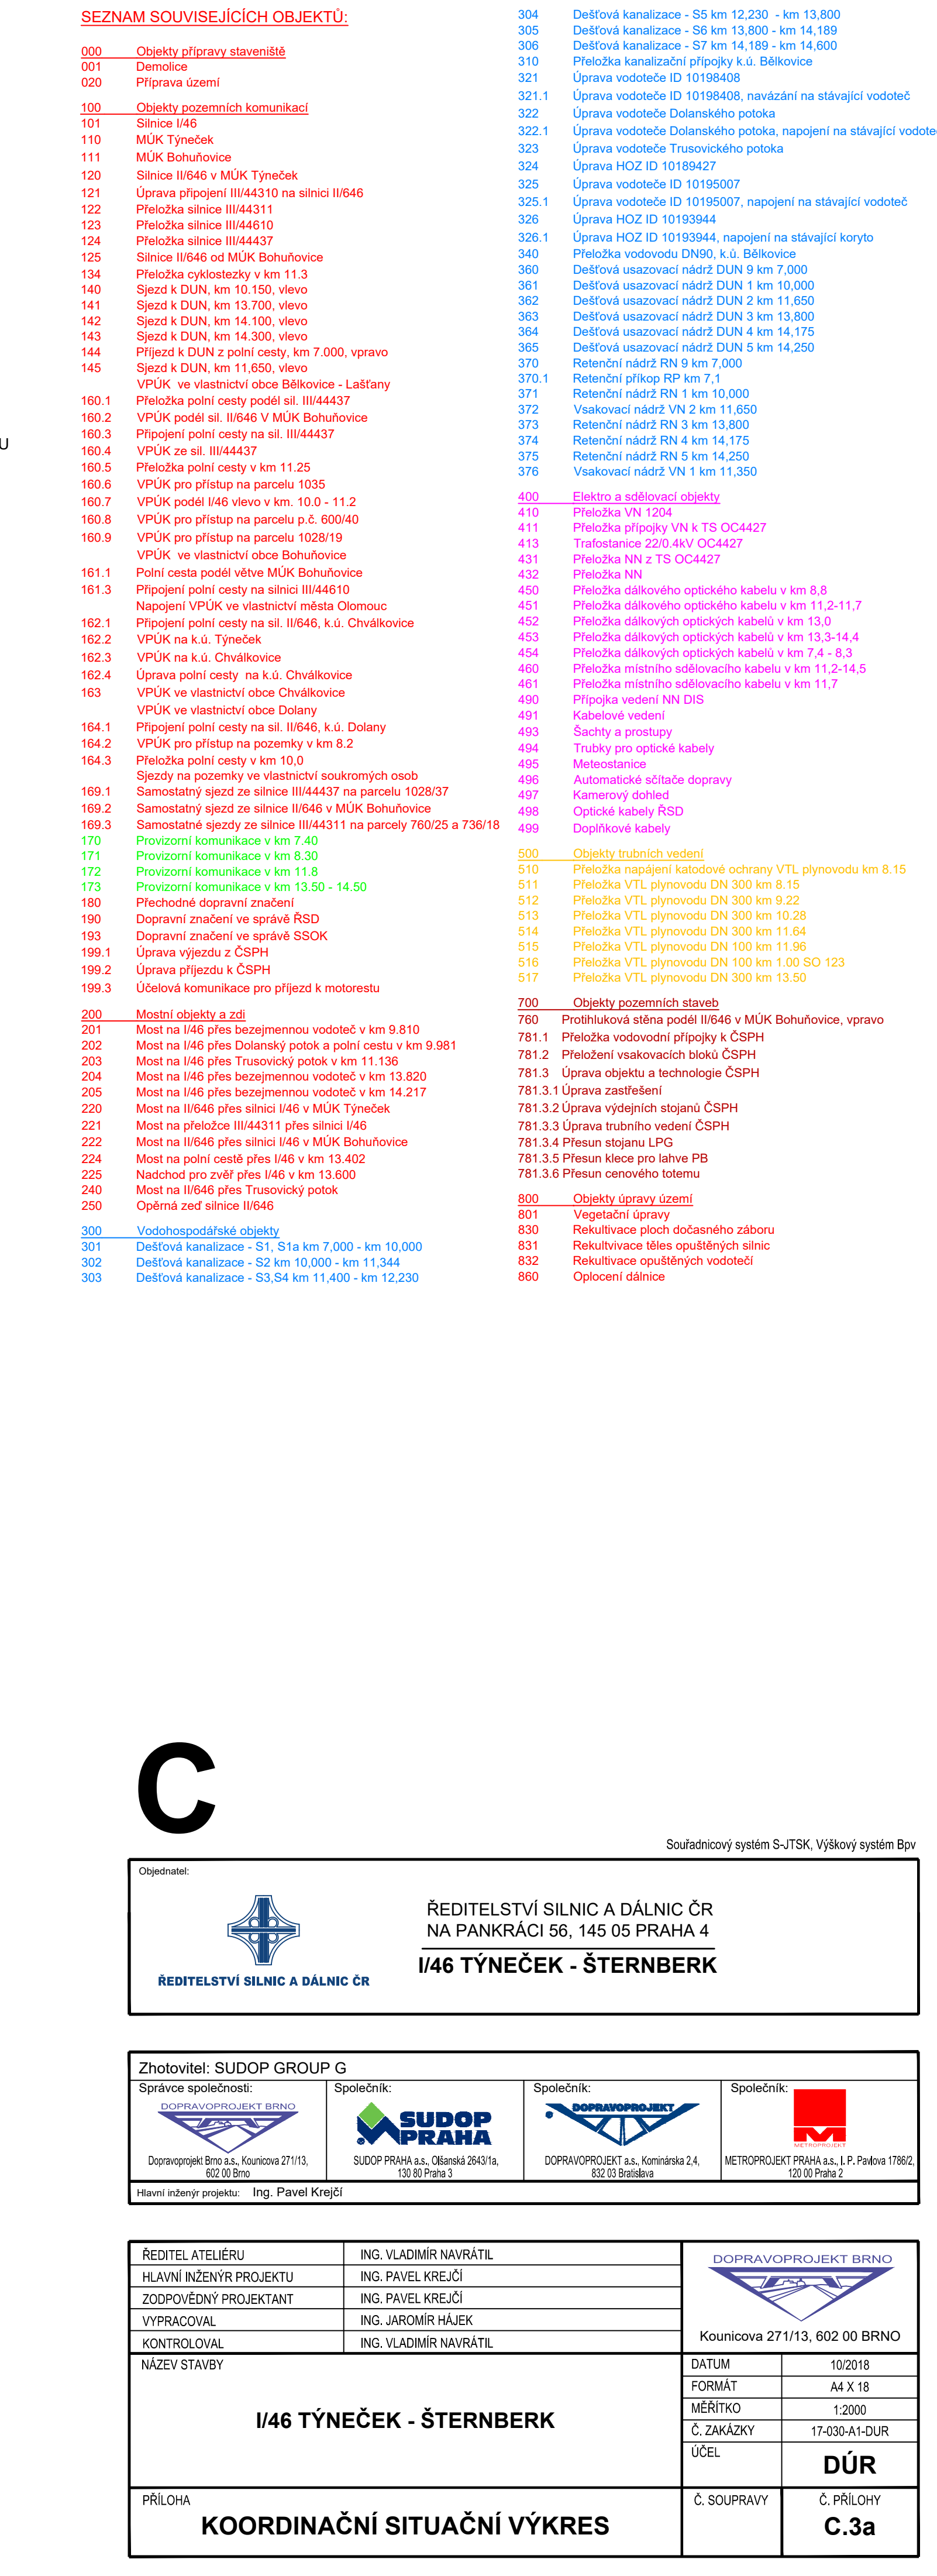 SEZNAM SOUVISEJÍCÍCH OBJEKTŮ:
000 Objekty přípravy staveniště
001 Demolice
020 Příprava území
100 Objekty pozemních komunikací
101 Silnice I/46
110 MÚK Týneček
111 MÚK Bohuňovice
120 Silnice II/646 v MÚK Týneček
121 Úprava připojení III/44310 na silnici II/646
122 Přeložka silnice III/44311
123 Přeložka silnice III/44610
124 Přeložka silnice III/44437
125 Silnice II/646 od MÚK Bohuňovice
134 Přeložka cyklostezky v km 11.3
140 Sjezd k DUN, km 10.150, vlevo
141 Sjezd k DUN, km 13.700, vlevo
142 Sjezd k DUN, km 14.100, vlevo
143 Sjezd k DUN, km 14.300, vlevo
144 Příjezd k DUN z polní cesty, km 7.000, vpravo
145 Sjezd k DUN, km 11,650, vlevo
VPÚK ve vlastnictví obce Bělkovice - Lašťany
160.1 Přeložka polní cesty podél sil. III/44437
160.2 VPÚK podél sil. II/646 V MÚK Bohuňovice
160.3 Připojení polní cesty na sil. III/44437
U
160.4 VPÚK ze sil. III/44437
160.5 Přeložka polní cesty v km 11.25
160.6 VPÚK pro přístup na parcelu 1035
160.7 VPÚK podél I/46 vlevo v km. 10.0 - 11.2
160.8 VPÚK pro přístup na parcelu p.č. 600/40
160.9 VPÚK pro přístup na parcelu 1028/19
VPÚK ve vlastnictví obce Bohuňovice
161.1 Polní cesta podél větve MÚK Bohuňovice
161.3 Připojení polní cesty na silnici III/44610
Napojení VPÚK ve vlastnictví města Olomouc
162.1 Připojení polní cesty na sil. II/646, k.ú. Chválkovice
162.2 VPÚK na k.ú. Týneček
162.3 VPÚK na k.ú. Chválkovice
162.4 Úprava polní cesty na k.ú. Chválkovice
163 VPÚK ve vlastnictví obce Chválkovice
VPÚK ve vlastnictví obce Dolany
164.1 Připojení polní cesty na sil. II/646, k.ú. Dolany
164.2 VPÚK pro přístup na pozemky v km 8.2
164.3 Přeložka polní cesty v km 10,0
Sjezdy na pozemky ve vlastnictví soukromých osob
169.1 Samostatný sjezd ze silnice III/44437 na parcelu 1028/37
169.2 Samostatný sjezd ze silnice II/646 v MÚK Bohuňovice
169.3 Samostatné sjezdy ze silnice III/44311 na parcely 760/25 a 736/18
170 Provizorní komunikace v km 7.40
171 Provizorní komunikace v km 8.30
172 Provizorní komunikace v km 11.8
173 Provizorní komunikace v km 13.50 - 14.50
180 Přechodné dopravní značení
190 Dopravní značení ve správě ŘSD
193 Dopravní značení ve správě SSOK
199.1 Úprava výjezdu z ČSPH
199.2 Úprava příjezdu k ČSPH
199.3 Účelová komunikace pro příjezd k motorestu
200 Mostní objekty a zdi
201 Most na I/46 přes bezejmennou vodoteč v km 9.810
202 Most na I/46 přes Dolanský potok a polní cestu v km 9.981
203 Most na I/46 přes Trusovický potok v km 11.136
204 Most na I/46 přes bezejmennou vodoteč v km 13.820
205 Most na I/46 přes bezejmennou vodoteč v km 14.217
220 Most na II/646 přes silnici I/46 v MÚK Týneček
221 Most na přeložce III/44311 přes silnici I/46
222 Most na II/646 přes silnici I/46 v MÚK Bohuňovice
224 Most na polní cestě přes I/46 v km 13.402
225 Nadchod pro zvěř přes I/46 v km 13.600
240 Most na II/646 přes Trusovický potok
250 Opěrná zeď silnice II/646
300 Vodohospodářské objekty
301 Dešťová kanalizace - S1, S1a km 7,000 - km 10,000
302 Dešťová kanalizace - S2 km 10,000 - km 11,344
303 Dešťová kanalizace - S3,S4 km 11,400 - km 12,230
304 Dešťová kanalizace - S5 km 12,230 - km 13,800
305 Dešťová kanalizace - S6 km 13,800 - km 14,189
306 Dešťová kanalizace - S7 km 14,189 - km 14,600
310 Přeložka kanalizační přípojky k.ú. Bělkovice
321 Úprava vodoteče ID 10198408
321.1 Úprava vodoteče ID 10198408, navázání na stávající vodoteč
322 Úprava vodoteče Dolanského potoka
322.1 Úprava vodoteče Dolanského potoka, napojení na stávající vodote
323 Úprava vodoteče Trusovického potoka
324 Úprava HOZ ID 10189427
325 Úprava vodoteče ID 10195007
325.1 Úprava vodoteče ID 10195007, napojení na stávající vodoteč
326 Úprava HOZ ID 10193944
326.1 Úprava HOZ ID 10193944, napojení na stávající koryto
340 Přeložka vodovodu DN90, k.ú. Bělkovice
360 Dešťová usazovací nádrž DUN 9 km 7,000
361 Dešťová usazovací nádrž DUN 1 km 10,000
362 Dešťová usazovací nádrž DUN 2 km 11,650
363 Dešťová usazovací nádrž DUN 3 km 13,800
364 Dešťová usazovací nádrž DUN 4 km 14,175
365 Dešťová usazovací nádrž DUN 5 km 14,250
370 Retenční nádrž RN 9 km 7,000
370.1 Retenční příkop RP km 7,1
371 Retenční nádrž RN 1 km 10,000
372 Vsakovací nádrž VN 2 km 11,650
373 Retenční nádrž RN 3 km 13,800
374 Retenční nádrž RN 4 km 14,175
375 Retenční nádrž RN 5 km 14,250
376 Vsakovací nádrž VN 1 km 11,350
400 Elektro a sdělovací objekty
410 Přeložka VN 1204
411 Přeložka přípojky VN k TS OC4427
413 Trafostanice 22/0.4kV OC4427
431 Přeložka NN z TS OC4427
432 Přeložka NN
450 Přeložka dálkového optického kabelu v km 8,8
451 Přeložka dálkového optického kabelu v km 11,2-11,7
452 Přeložka dálkových optických kabelů v km 13,0
453 Přeložka dálkových optických kabelů v km 13,3-14,4
454 Přeložka dálkových optických kabelů v km 7,4 - 8,3
460 Přeložka místního sdělovacího kabelu v km 11,2-14,5
461 Přeložka místního sdělovacího kabelu v km 11,7
490 Přípojka vedení NN DIS
491 Kabelové vedení
493 Šachty a prostupy
494 Trubky pro optické kabely
495 Meteostanice
496 Automatické sčítače dopravy
497 Kamerový dohled
498 Optické kabely ŘSD
499 Doplňkové kabely
500 Objekty trubních vedení
510 Přeložka napájení katodové ochrany VTL plynovodu km 8.15
511 Přeložka VTL plynovodu DN 300 km 8.15
512 Přeložka VTL plynovodu DN 300 km 9.22
513 Přeložka VTL plynovodu DN 300 km 10.28
514 Přeložka VTL plynovodu DN 300 km 11.64
515 Přeložka VTL plynovodu DN 100 km 11.96
516 Přeložka VTL plynovodu DN 100 km 1.00 SO 123
517 Přeložka VTL plynovodu DN 300 km 13.50
700 Objekty pozemních staveb
760 Protihluková stěna podél II/646 v MÚK Bohuňovice, vpravo
781.1 Přeložka vodovodní přípojky k ČSPH
781.2 Přeložení vsakovacích bloků ČSPH
781.3 Úprava objektu a technologie ČSPH
781.3.1 Úprava zastřešení
781.3.2 Úprava výdejních stojanů ČSPH
781.3.3 Úprava trubního vedení ČSPH
781.3.4 Přesun stojanu LPG
781.3.5 Přesun klece pro lahve PB
781.3.6 Přesun cenového totemu
800 Objekty úpravy území
801 Vegetační úpravy
830 Rekultivace ploch dočasného záboru
831 Rekultvivace těles opuštěných silnic
832 Rekultivace opuštěných vodotečí
860 Oplocení dálnice
C
Souřadnicový systém S-JTSK, Výškový systém Bpv
Objednatel:
ŘEDITELSTVÍ SILNIC A DÁLNIC ČR
ŘEDITELSTVÍ SILNIC A DÁLNIC ČR
NA PANKRÁCI 56, 145 05 PRAHA 4
I/46 TÝNEČEK - ŠTERNBERK
Zhotovitel: SUDOP GROUP G
Správce společnosti: Společník: Společník: Společník:
DOPRAVOPROJEKT BRNO
SUDOP PRAHA
DOPRAVOPROJEKT
METROPROJEKT
Dopravoprojekt Brno a.s., Kounicova 271/13,
602 00 Brno
SUDOP PRAHA a.s., Olšanská 2643/1a,
130 80 Praha 3
DOPRAVOPROJEKT a.s., Kominárska 2,4,
832 03 Bratislava
METROPROJEKT PRAHA a.s., I. P. Pavlova 1786/2,
120 00 Praha 2
Hlavní inženýr projektu: Ing. Pavel Krejčí
ŘEDITEL ATELIÉRU ING. VLADIMÍR NAVRÁTIL
HLAVNÍ INŽENÝR PROJEKTU ING. PAVEL KREJČÍ
ZODPOVĚDNÝ PROJEKTANT ING. PAVEL KREJČÍ
VYPRACOVAL ING. JAROMÍR HÁJEK
KONTROLOVAL ING. VLADIMÍR NAVRÁTIL
DOPRAVOPROJEKT BRNO
Kounicova 271/13, 602 00 BRNO
NÁZEV STAVBY
I/46 TÝNEČEK - ŠTERNBERK
DATUM 10/2018
FORMÁT A4 X 18
MĚŘÍTKO 1:2000
Č. ZAKÁZKY 17-030-A1-DUR
ÚČEL DÚR
PŘÍLOHA
KOORDINAČNÍ SITUAČNÍ VÝKRES
Č. SOUPRAVY Č. PŘÍLOHY
C.3a